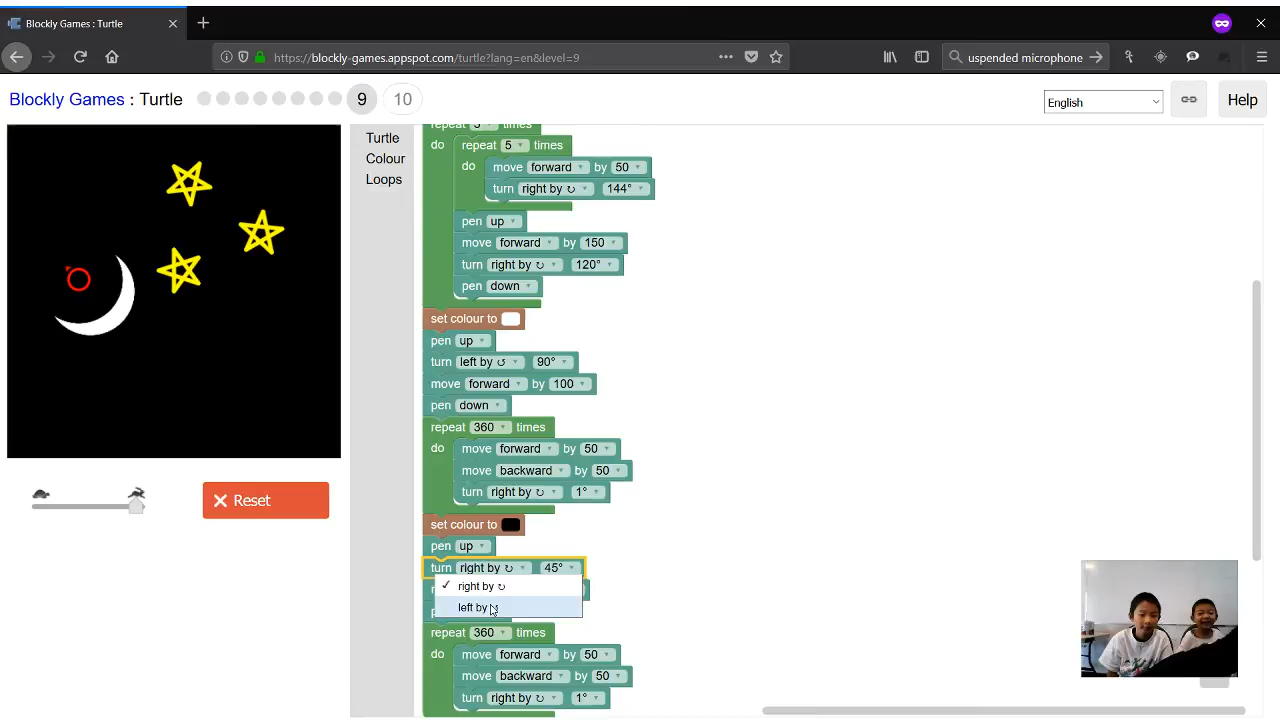 Blockly Games : Turtle
https://blockly-games.appspot.com/turtle?lang=en&level=9
uspended microphone
Blockly Games : Turtle
9
10
English
Help
Turtle
Colour
Loops
do
repeat 5 times
do
move forward by 50
turn right by ↻ 144°
pen up
move forward by 150
turn right by ↻ 120°
pen down
set colour to
pen up
turn left by ↺ 90°
move forward by 100
pen down
repeat 360 times
do
move forward by 50
move backward by 50
turn right by ↻ 1°
set colour to
pen up
turn right by ↻ 45°
✓ right by ↻
left by
repeat 360 times
do
move forward by 50
move backward by 50
turn right by ↻ 1°
Reset